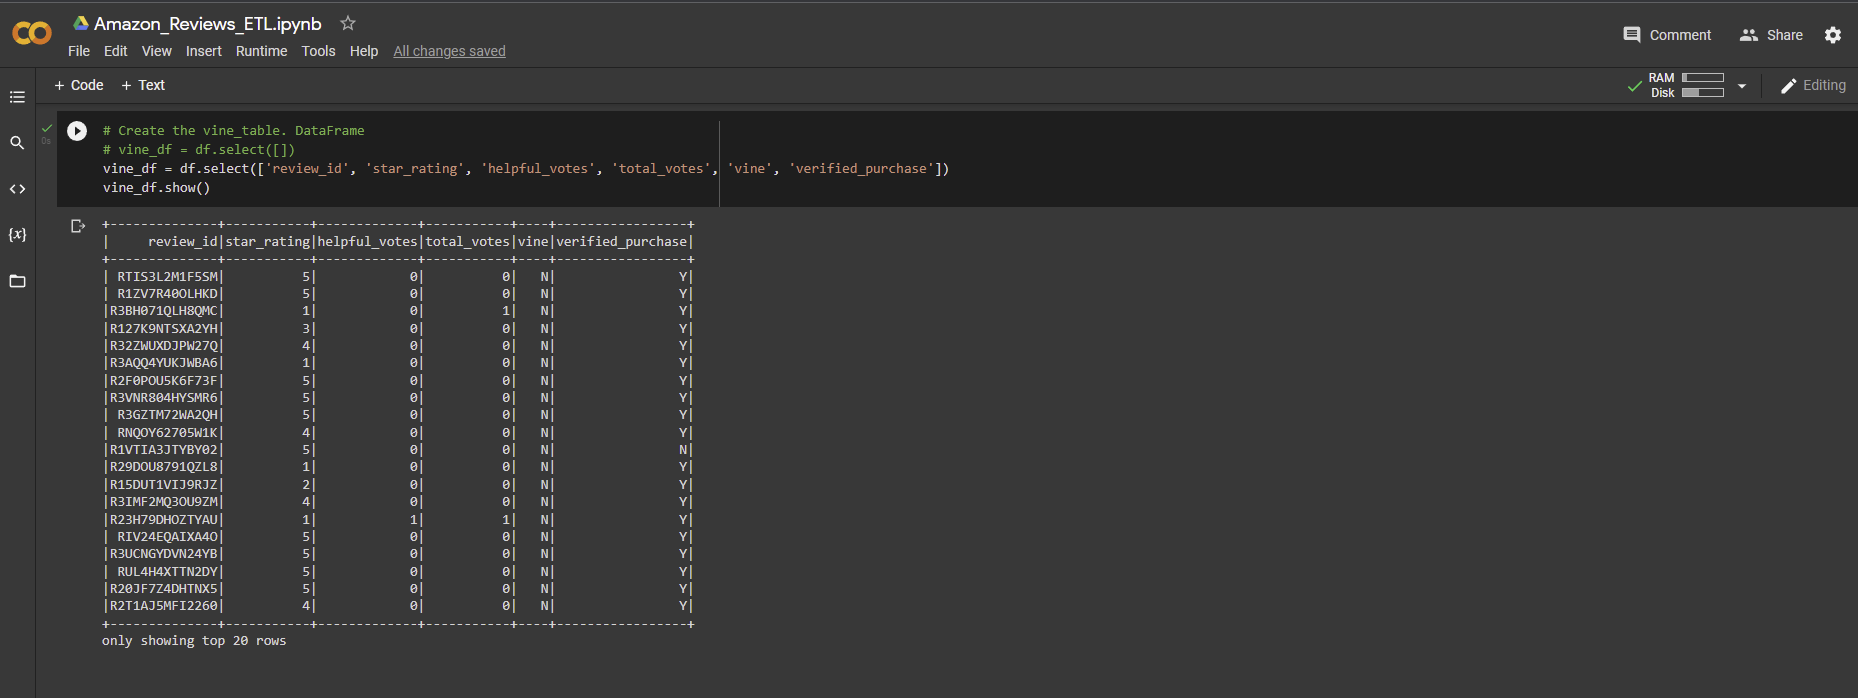 Amazon_Reviews_ETL.ipynb
File Edit View Insert Runtime Tools Help All changes saved
Comment Share
+ Code + Text
RAM
Disk
Editing
0s
# Create the vine_table. DataFrame
# vine_df = df.select([])
vine_df = df.select(['review_id', 'star_rating', 'helpful_votes', 'total_votes', 'vine', 'verified_purchase'])
vine_df.show()
+--------------+-----------+-------------+-----------+----+-----------------+
|     review_id|star_rating|helpful_votes|total_votes|vine|verified_purchase|
+--------------+-----------+-------------+-----------+----+-----------------+
| RTIS3L2M1F5SM|          5|            0|          0|   N|                Y|
| R1ZV7R40OLHKD|          5|            0|          0|   N|                Y|
|R3BH071QLH8QMC|          1|            0|          1|   N|                Y|
|R127K9NTSXA2YH|          3|            0|          0|   N|                Y|
|R32ZWUXDJPW27Q|          4|            0|          0|   N|                Y|
|R3AQQ4YUKJWBA6|          1|            0|          0|   N|                Y|
|R2F0POU5K6F73F|          5|            0|          0|   N|                Y|
|R3VNR804HYSMR6|          5|            0|          0|   N|                Y|
| R3GZTM72WA2QH|          5|            0|          0|   N|                Y|
| RNQOY62705W1K|          4|            0|          0|   N|                Y|
|R1VTIA3JTYBY02|          5|            0|          0|   N|                N|
|R29DOU8791QZL8|          1|            0|          0|   N|                Y|
|R15DUT1VIJ9RJZ|          2|            0|          0|   N|                Y|
|R3IMF2MQ3OU9ZM|          4|            0|          0|   N|                Y|
|R23H79DHOZTYAU|          1|            1|          1|   N|                Y|
| RIV24EQAIXA4O|          5|            0|          0|   N|                Y|
|R3UCNGYDVN24YB|          5|            0|          0|   N|                Y|
| RUL4H4XTTN2DY|          5|            0|          0|   N|                Y|
|R20JF7Z4DHTNX5|          5|            0|          0|   N|                Y|
|R2T1AJ5MFI2260|          4|            0|          0|   N|                Y|
+--------------+-----------+-------------+-----------+----+-----------------+
only showing top 20 rows